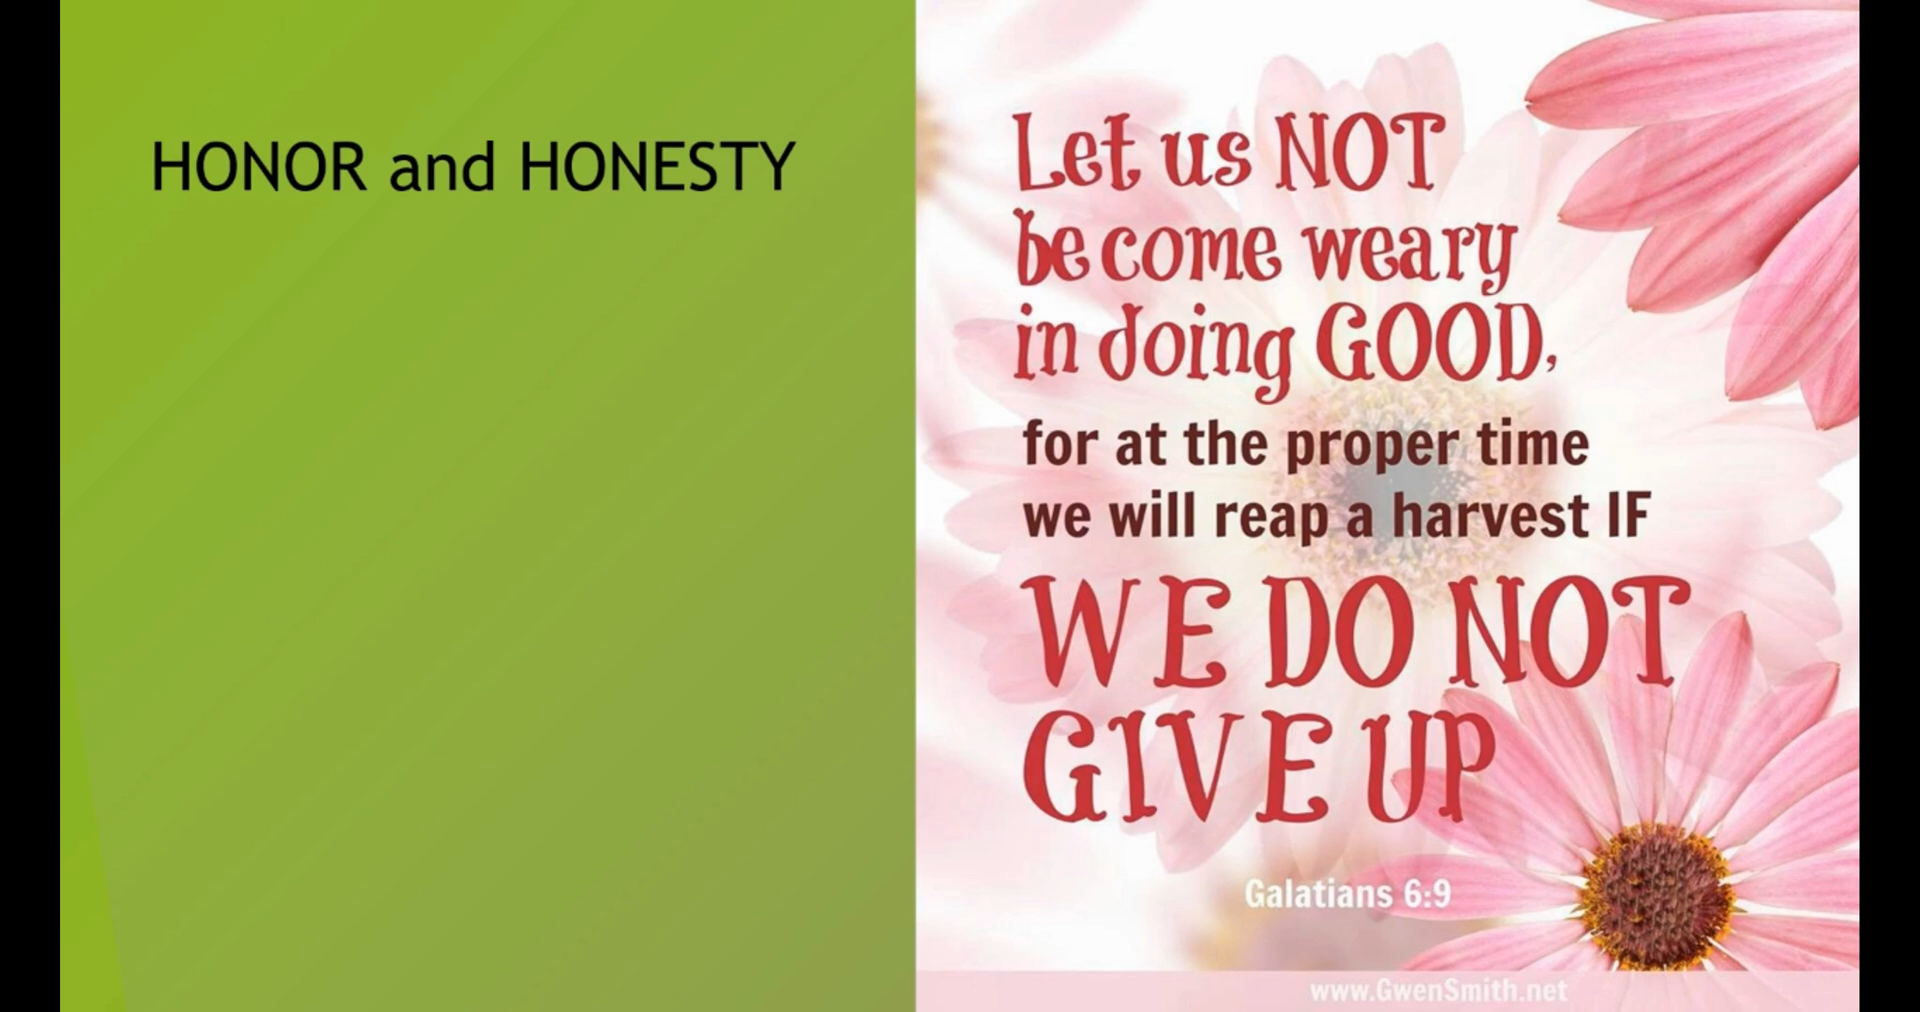 HONOR and HONESTY
Let us NOT
become weary
in doing GOOD,
for at the proper time
we will reap a harvest IF
WE DO NOT
GIVE UP
Galatians 6:9
www.GwenSmith.net